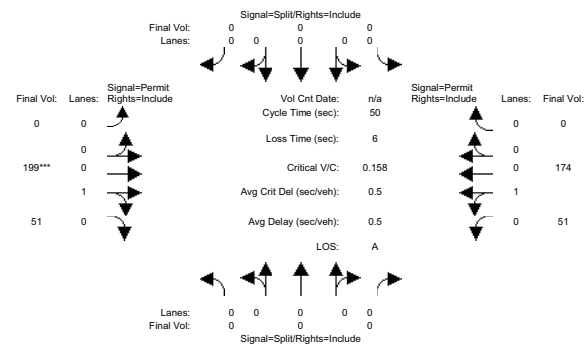 Signal=Split/Rights=Include
Final Vol: 0 0 0
Lanes: 0 0 0 0 0
Signal=Permit Signal=Permit
Final Vol: Lanes: Rights=Include Vol Cnt Date: n/a Rights=Include Lanes: Final Vol:
Cycle Time (sec): 50
0 0 0 0
Loss Time (sec): 6
0 0
199*** 0 Critical V/C: 0.158 0 174
1 Avg Crit Del (sec/veh): 0.5 1
51 0 Avg Delay (sec/veh): 0.5 0 51
LOS: A
Lanes: 0 0 0 0 0
Final Vol: 0 0 0
Signal=Split/Rights=Include